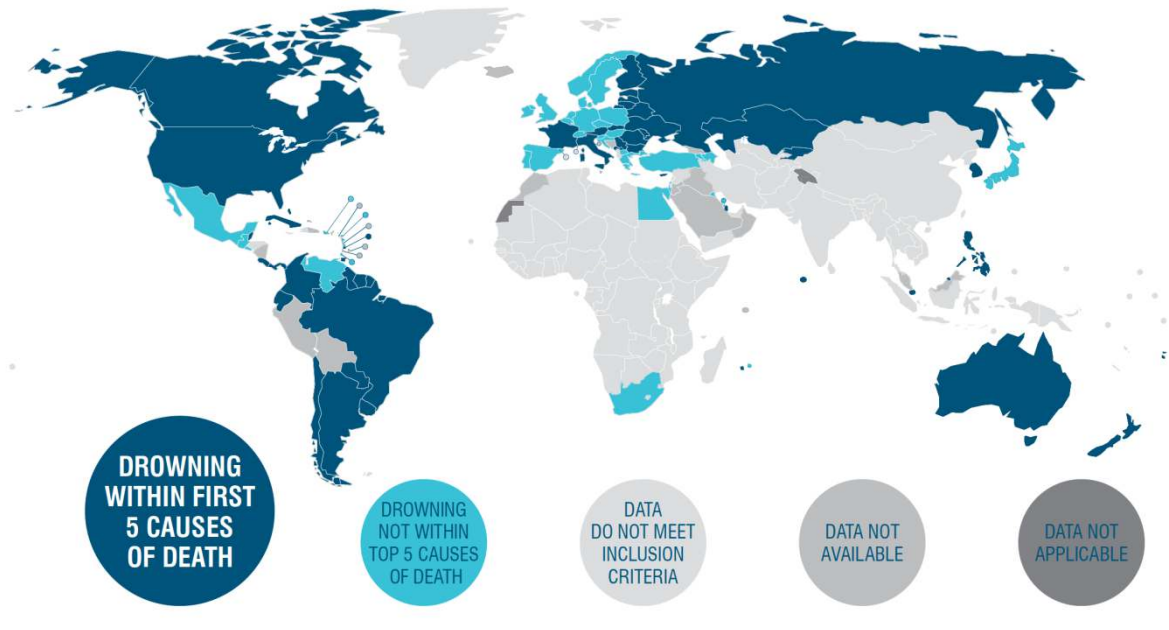 DROWNING
WITHIN FIRST
5 CAUSES
OF DEATH
DROWNING
NOT WITHIN
TOP 5 CAUSES
OF DEATH
DATA
DO NOT MEET
INCLUSION
CRITERIA
DATA NOT
AVAILABLE
DATA NOT
APPLICABLE